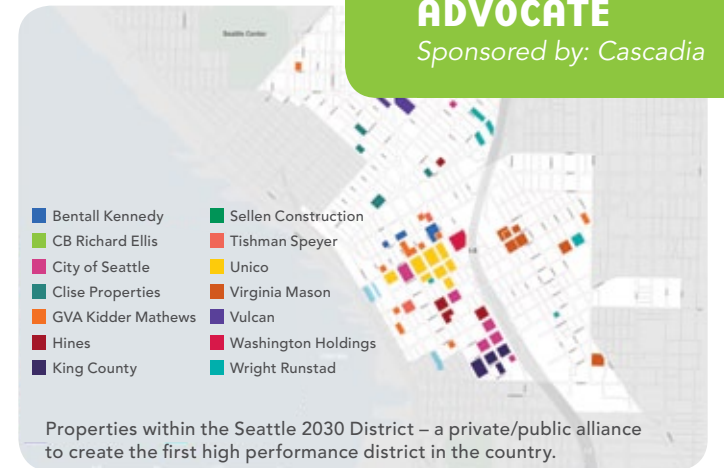 ADVOCATE
Sponsored by: Cascadia
Seattle Center
Bentall Kennedy
CB Richard Ellis
City of Seattle
Clise Properties
GVA Kidder Mathews
Hines
King County
Sellen Construction
Tishman Speyer
Unico
Virginia Mason
Vulcan
Washington Holdings
Wright Runstad
I-5
Properties within the Seattle 2030 District – a private/public alliance
to create the first high performance district in the country.